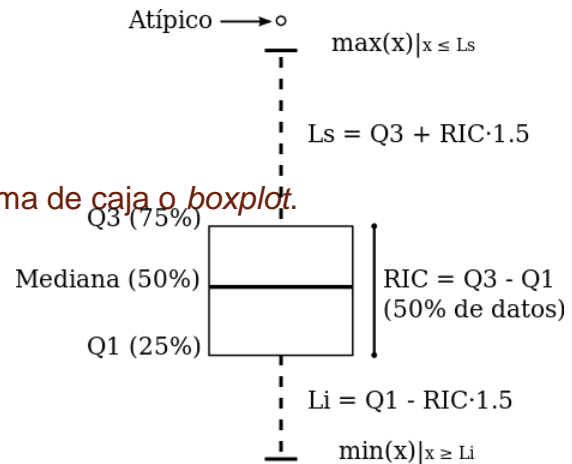 Atípico
max(x)|x ≤ Ls
Ls = Q3 + RIC·1.5
ma de caja o boxplot.
Q3 (75%)
Mediana (50%)
RIC = Q3 - Q1
(50% de datos)
Q1 (25%)
Li = Q1 - RIC·1.5
min(x)|x ≥ Li